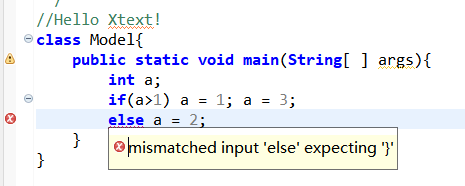 //Hello Xtext!
class Model{
public static void main(String[ ] args){
int a;
if(a>1) a = 1; a = 3;
else a = 2;
mismatched input 'else' expecting '}'
}
}